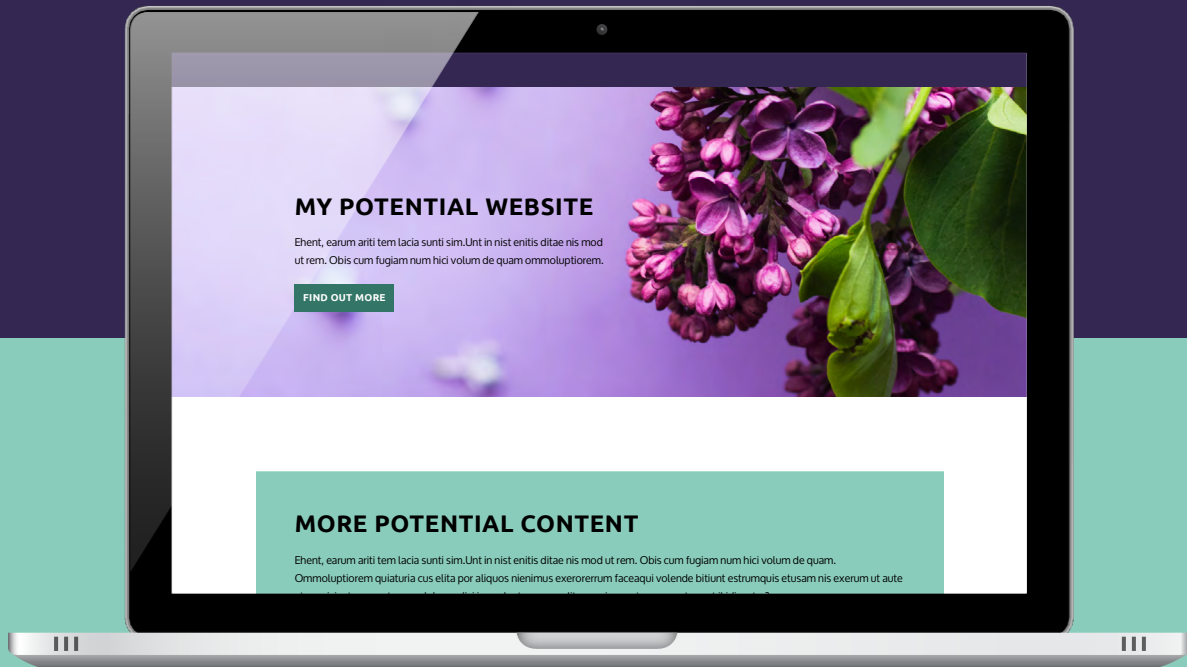 MY POTENTIAL WEBSITE
Ehent, earum ariti tem lacia sunti sim.Unt in nist enitis ditae nis mod
ut rem. Obis cum fugiam num hici volum de quam ommoluptiorem.
FIND OUT MORE
MORE POTENTIAL CONTENT
Ehent, earum ariti tem lacia sunti sim.Unt in nist enitis ditae nis mod ut rem. Obis cum fugiam num hici volum de quam.
Ommoluptiorem quiaturia cus elita por aliquos nienimus exerorerrum faceaqui volende bitiunt estrumquis etusam nis exerum ut aute